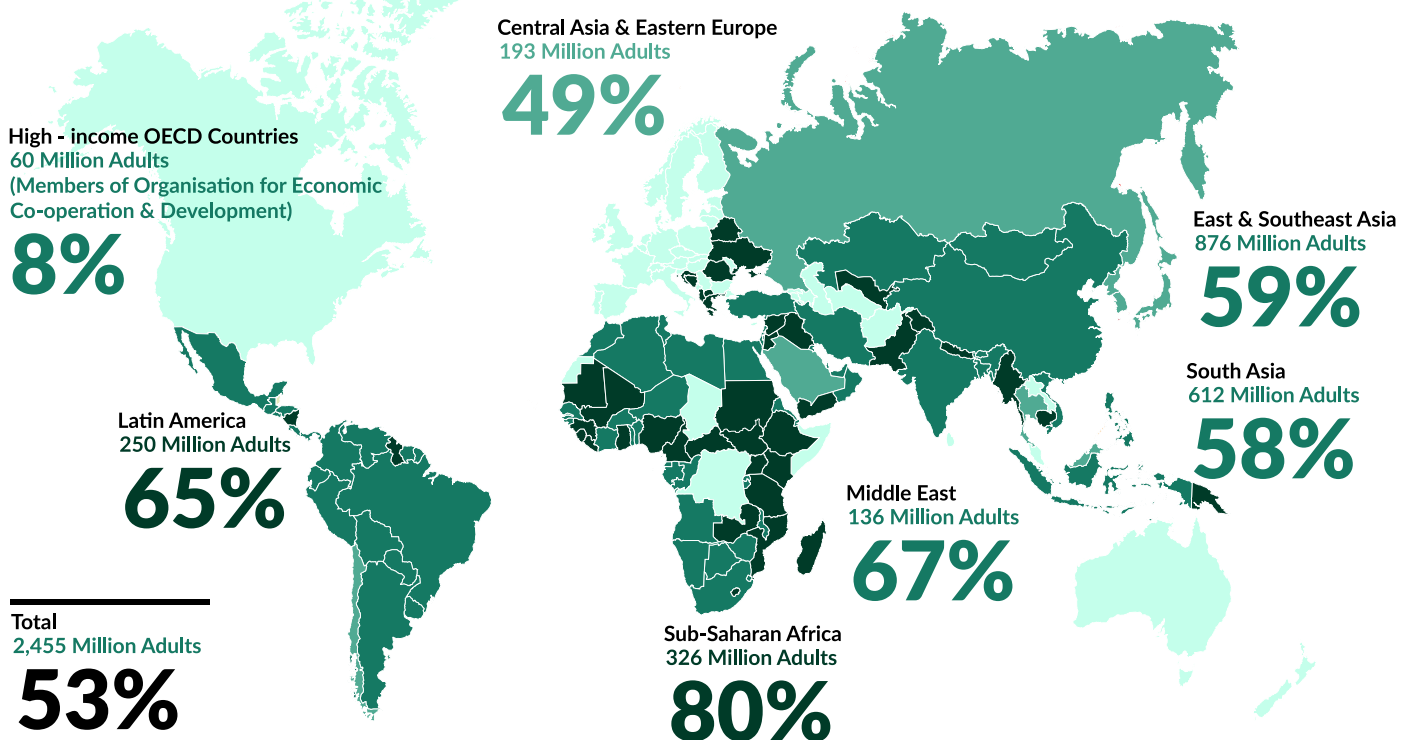 Central Asia & Eastern Europe
193 Million Adults
49%
High - income OECD Countries
60 Million Adults
(Members of Organisation for Economic
Co-operation & Development)
8%
East & Southeast Asia
876 Million Adults
59%
South Asia
612 Million Adults
58%
Latin America
250 Million Adults
65%
Middle East
136 Million Adults
67%
Total
2,455 Million Adults
53%
Sub-Saharan Africa
326 Million Adults
80%